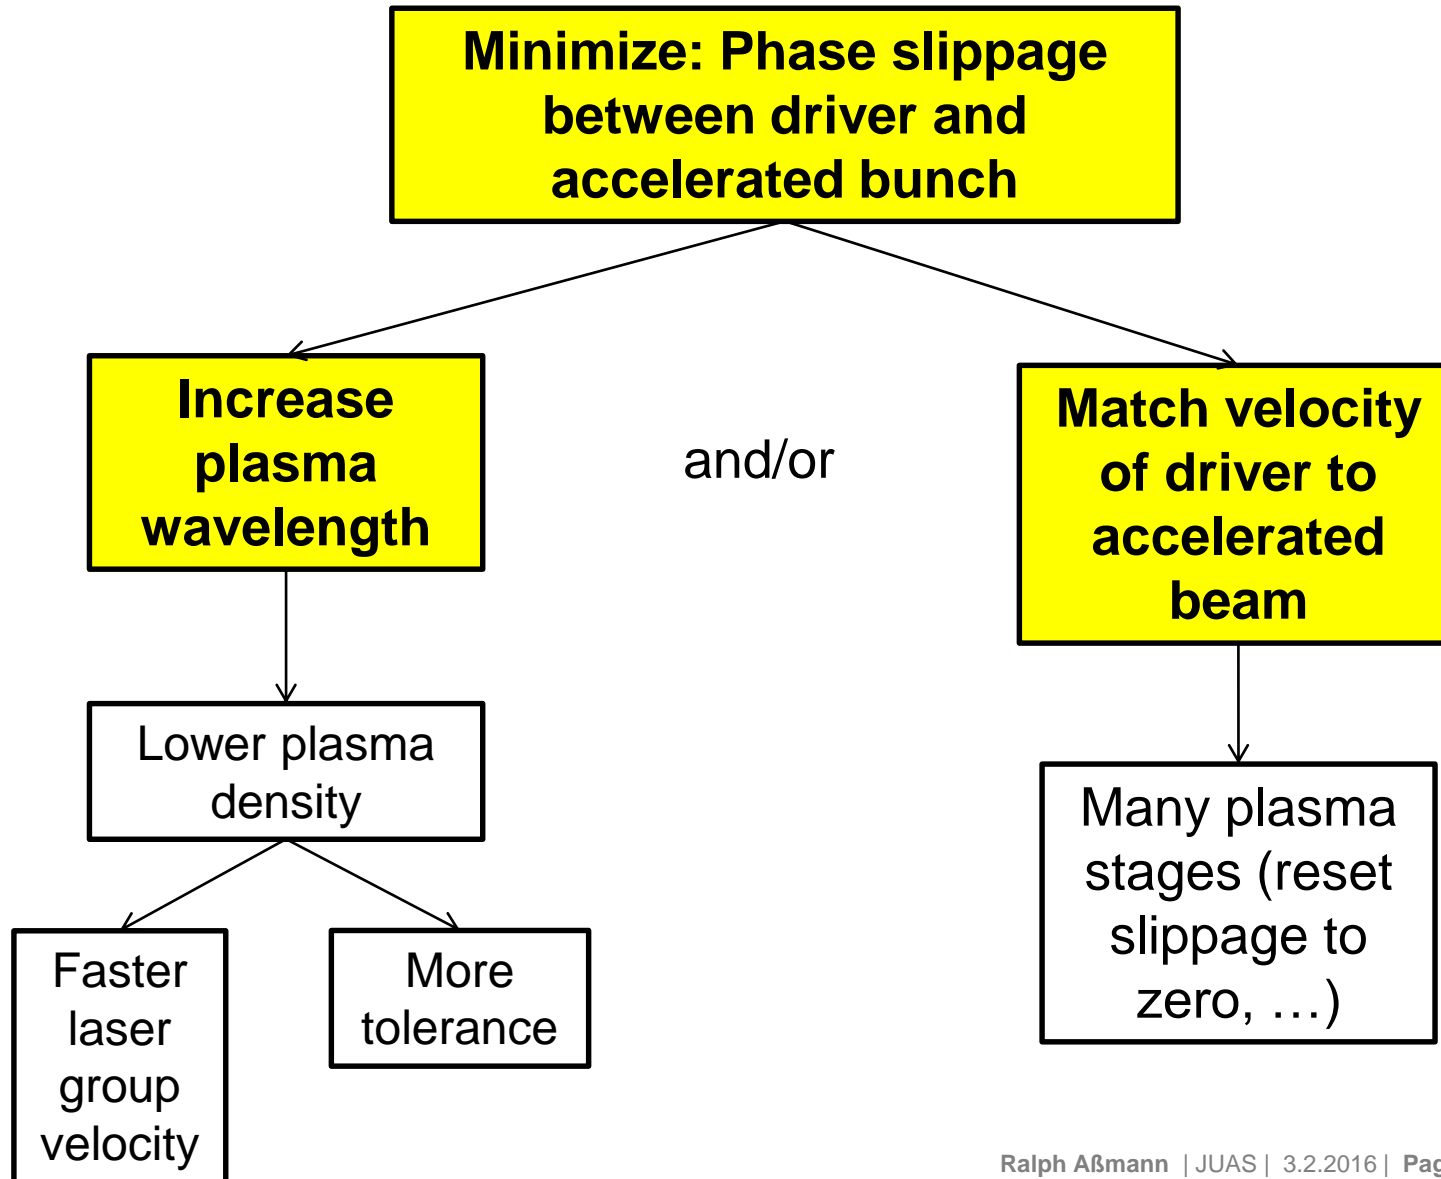 Minimize: Phase slippage
between driver and
accelerated bunch
Increase
plasma
wavelength
and/or
Match velocity
of driver to
accelerated
beam
Lower plasma
density
Many plasma
stages (reset
slippage to
zero, …)
Faster
laser
group
velocity
More
tolerance
Ralph Aßmann | JUAS | 3.2.2016 | Pag